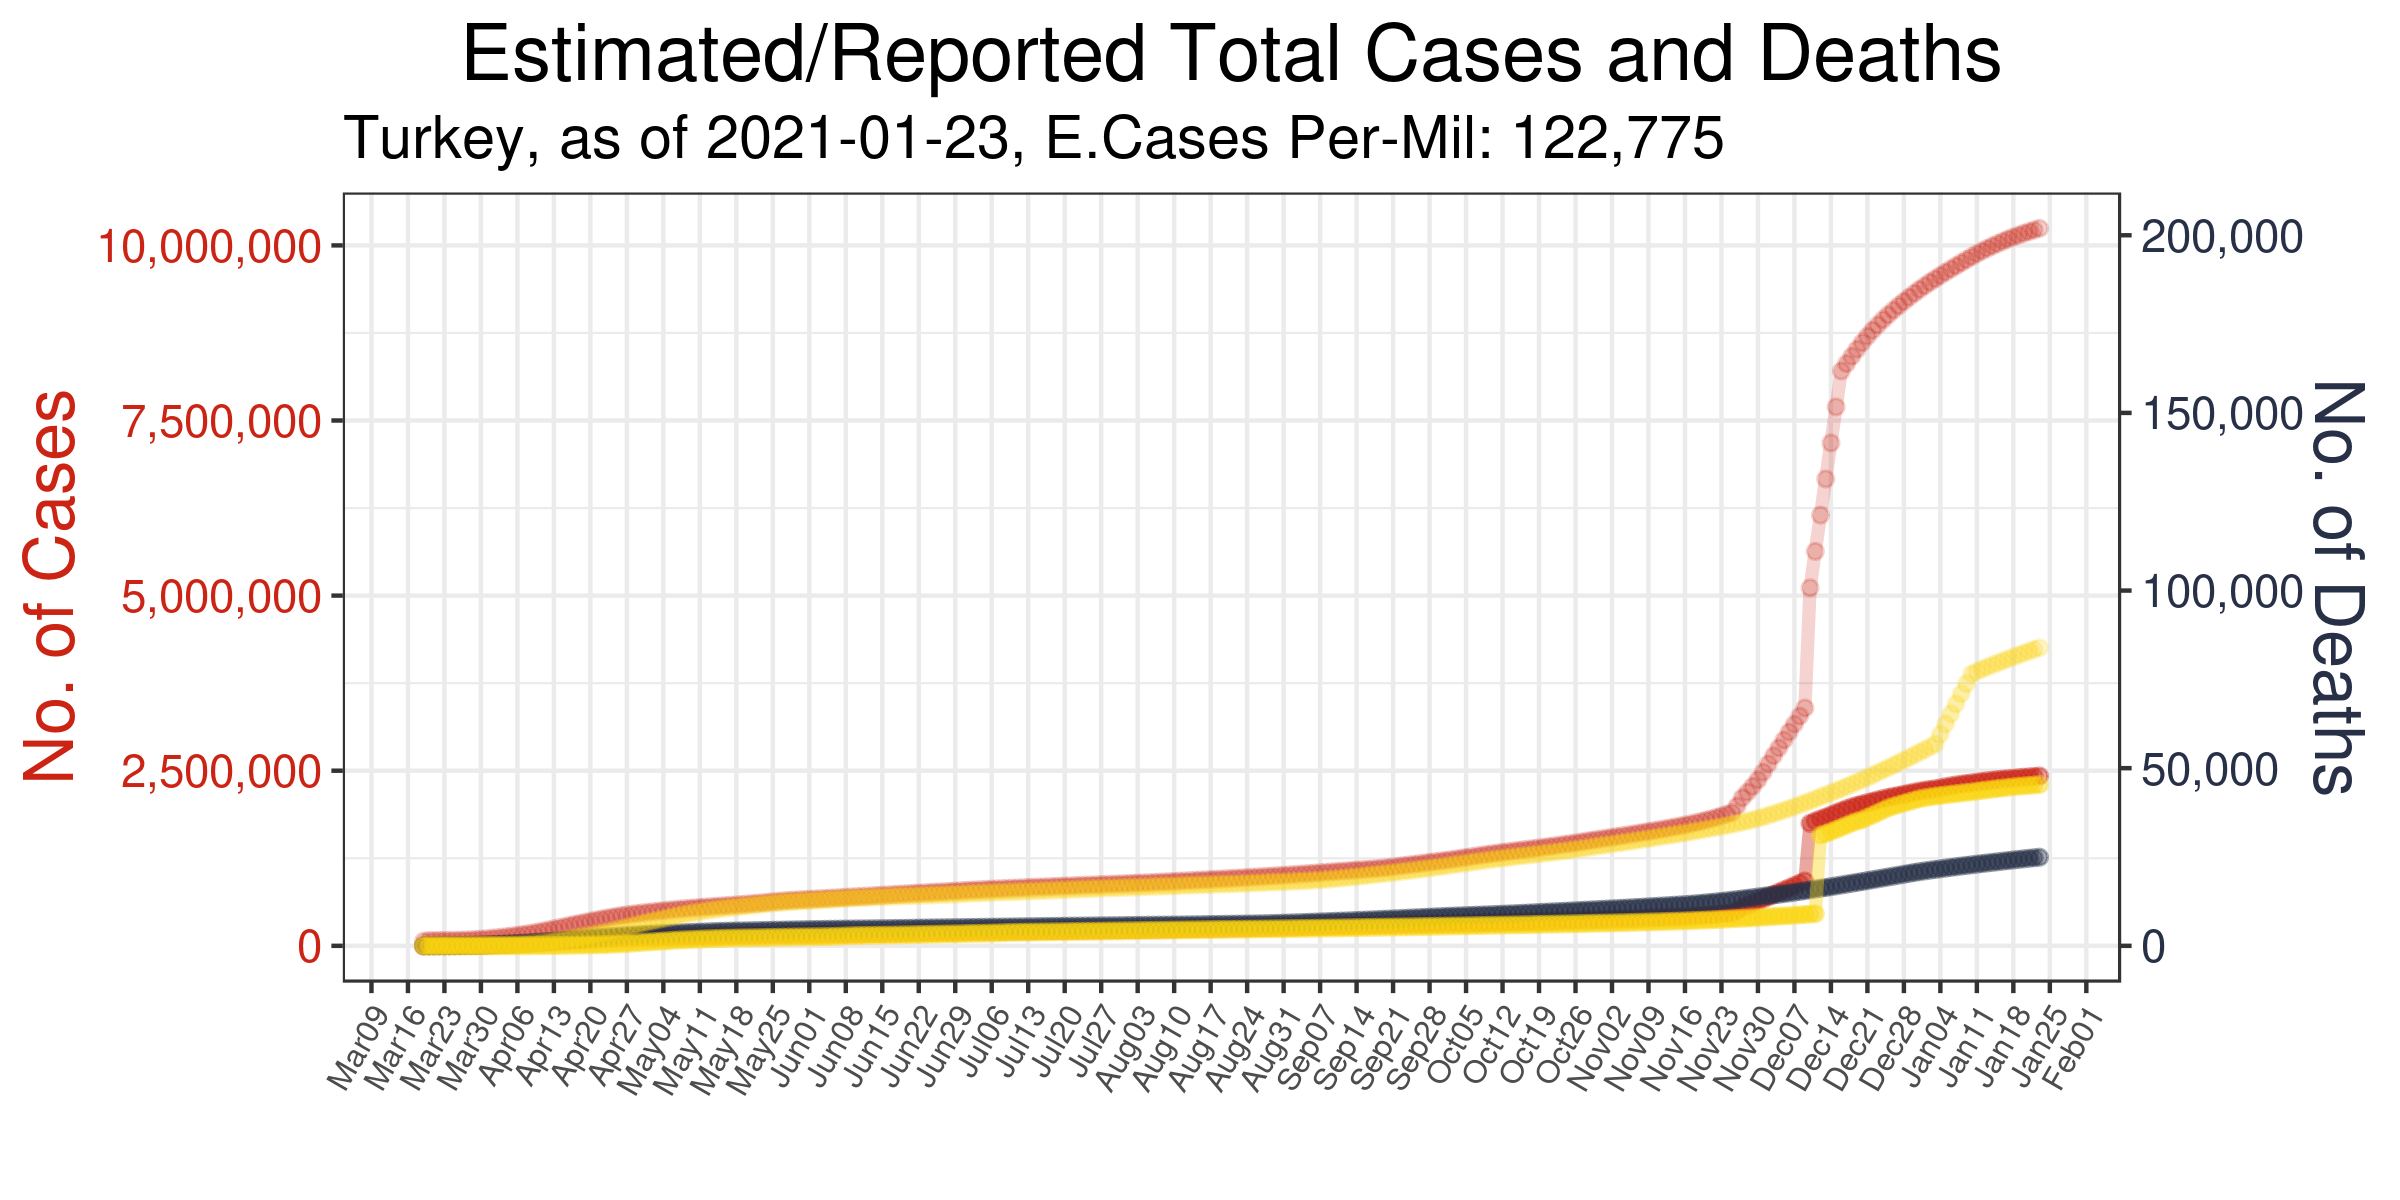 Estimated/Reported Total Cases and Deaths
Turkey, as of 2021-01-23, E.Cases Per-Mil: 122,775
No. of Cases
10,000,000
7,500,000
5,000,000
2,500,000
0
200,000
150,000
100,000
50,000
0
No. of Deaths
Mar09
Mar16
Mar23
Mar30
Apr06
Apr13
Apr20
Apr27
May04
May11
May18
May25
Jun01
Jun08
Jun15
Jun22
Jun29
Jul06
Jul13
Jul20
Jul27
Aug03
Aug10
Aug17
Aug24
Aug31
Sep07
Sep14
Sep21
Sep28
Oct05
Oct12
Oct19
Oct26
Nov02
Nov09
Nov16
Nov23
Nov30
Dec07
Dec14
Dec21
Dec28
Jan04
Jan11
Jan18
Jan25
Feb01